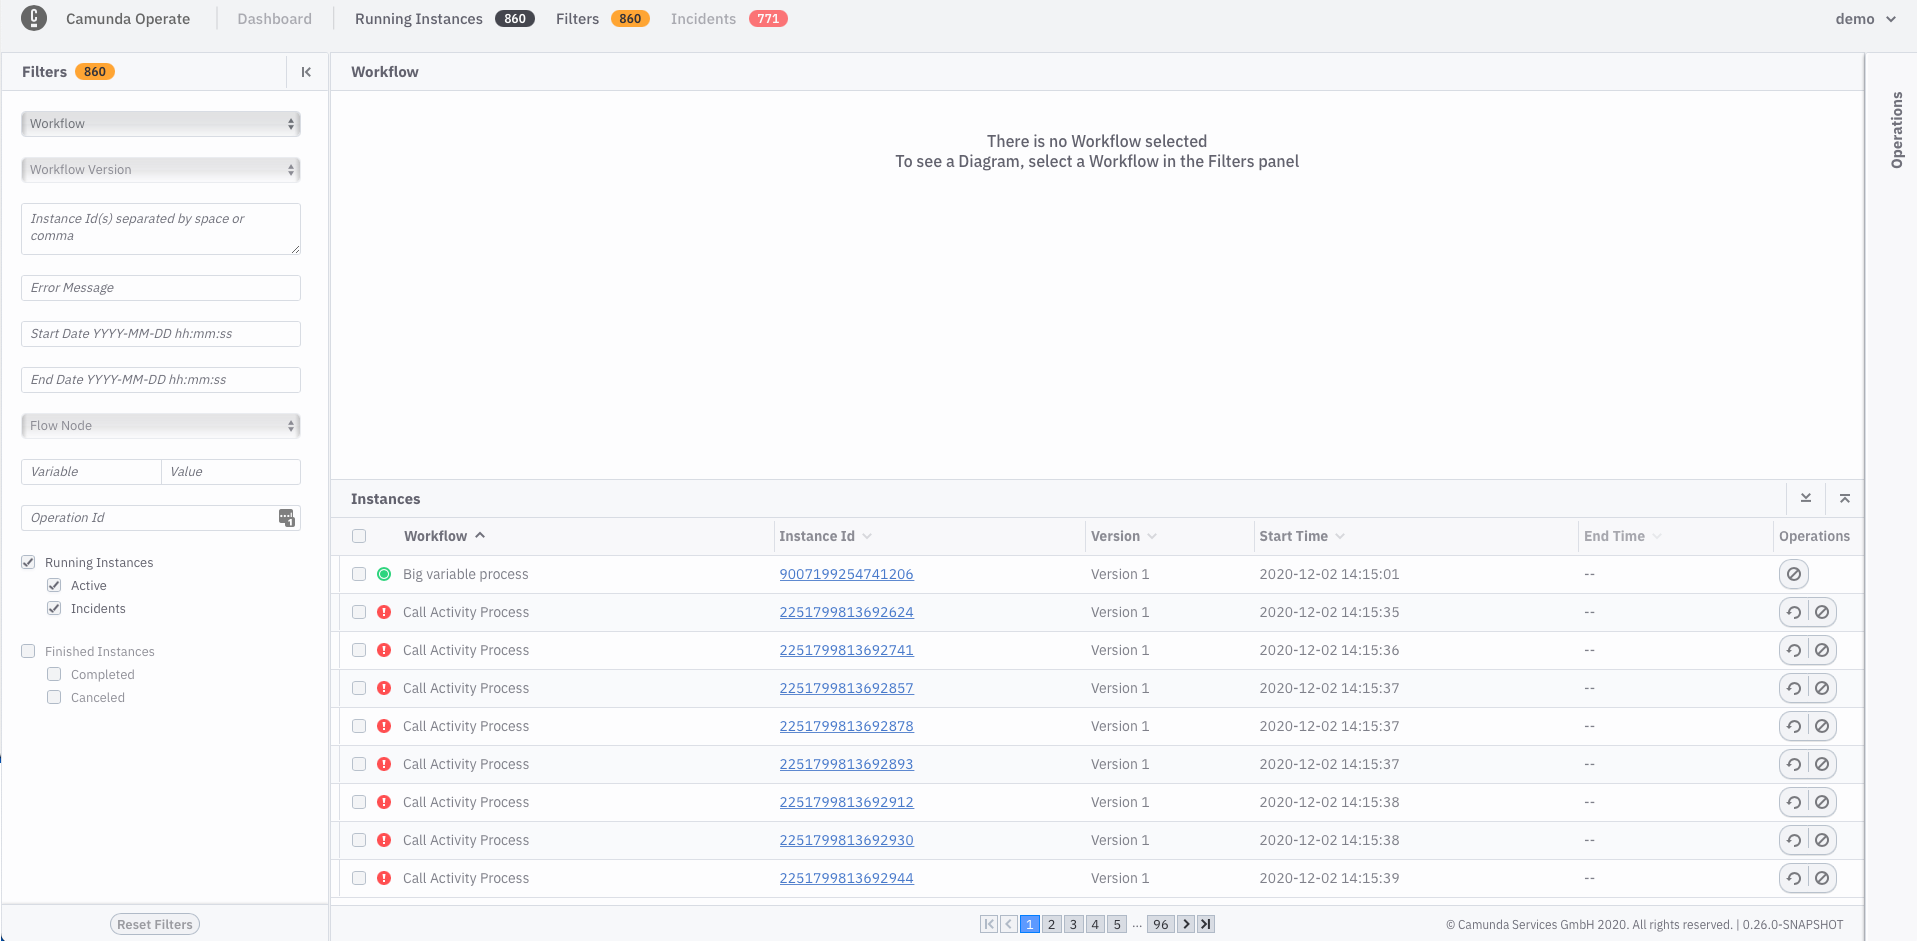 Camunda Operate
Dashboard
Running Instances 860
Filters 860
Incidents 771
demo
Filters 860
Workflow
Workflow Version
Instance Id(s) separated by space or
comma
Error Message
Start Date YYYY-MM-DD hh:mm:ss
End Date YYYY-MM-DD hh:mm:ss
Flow Node
Variable
Value
Operation Id
Running Instances
Active
Incidents
Finished Instances
Completed
Canceled
Reset Filters
Workflow
There is no Workflow selected
To see a Diagram, select a Workflow in the Filters panel
Operations
Instances
Workflow Instance Id Version Start Time End Time Operations
Big variable process 9007199254741206 Version 1 2020-12-02 14:15:01 --
Call Activity Process 2251799813692624 Version 1 2020-12-02 14:15:35 --
Call Activity Process 2251799813692741 Version 1 2020-12-02 14:15:36 --
Call Activity Process 2251799813692857 Version 1 2020-12-02 14:15:37 --
Call Activity Process 2251799813692878 Version 1 2020-12-02 14:15:37 --
Call Activity Process 2251799813692893 Version 1 2020-12-02 14:15:37 --
Call Activity Process 2251799813692912 Version 1 2020-12-02 14:15:38 --
Call Activity Process 2251799813692930 Version 1 2020-12-02 14:15:38 --
Call Activity Process 2251799813692944 Version 1 2020-12-02 14:15:39 --
1 2 3 4 5 ... 96
© Camunda Services GmbH 2020. All rights reserved. | 0.26.0-SNAPSHOT